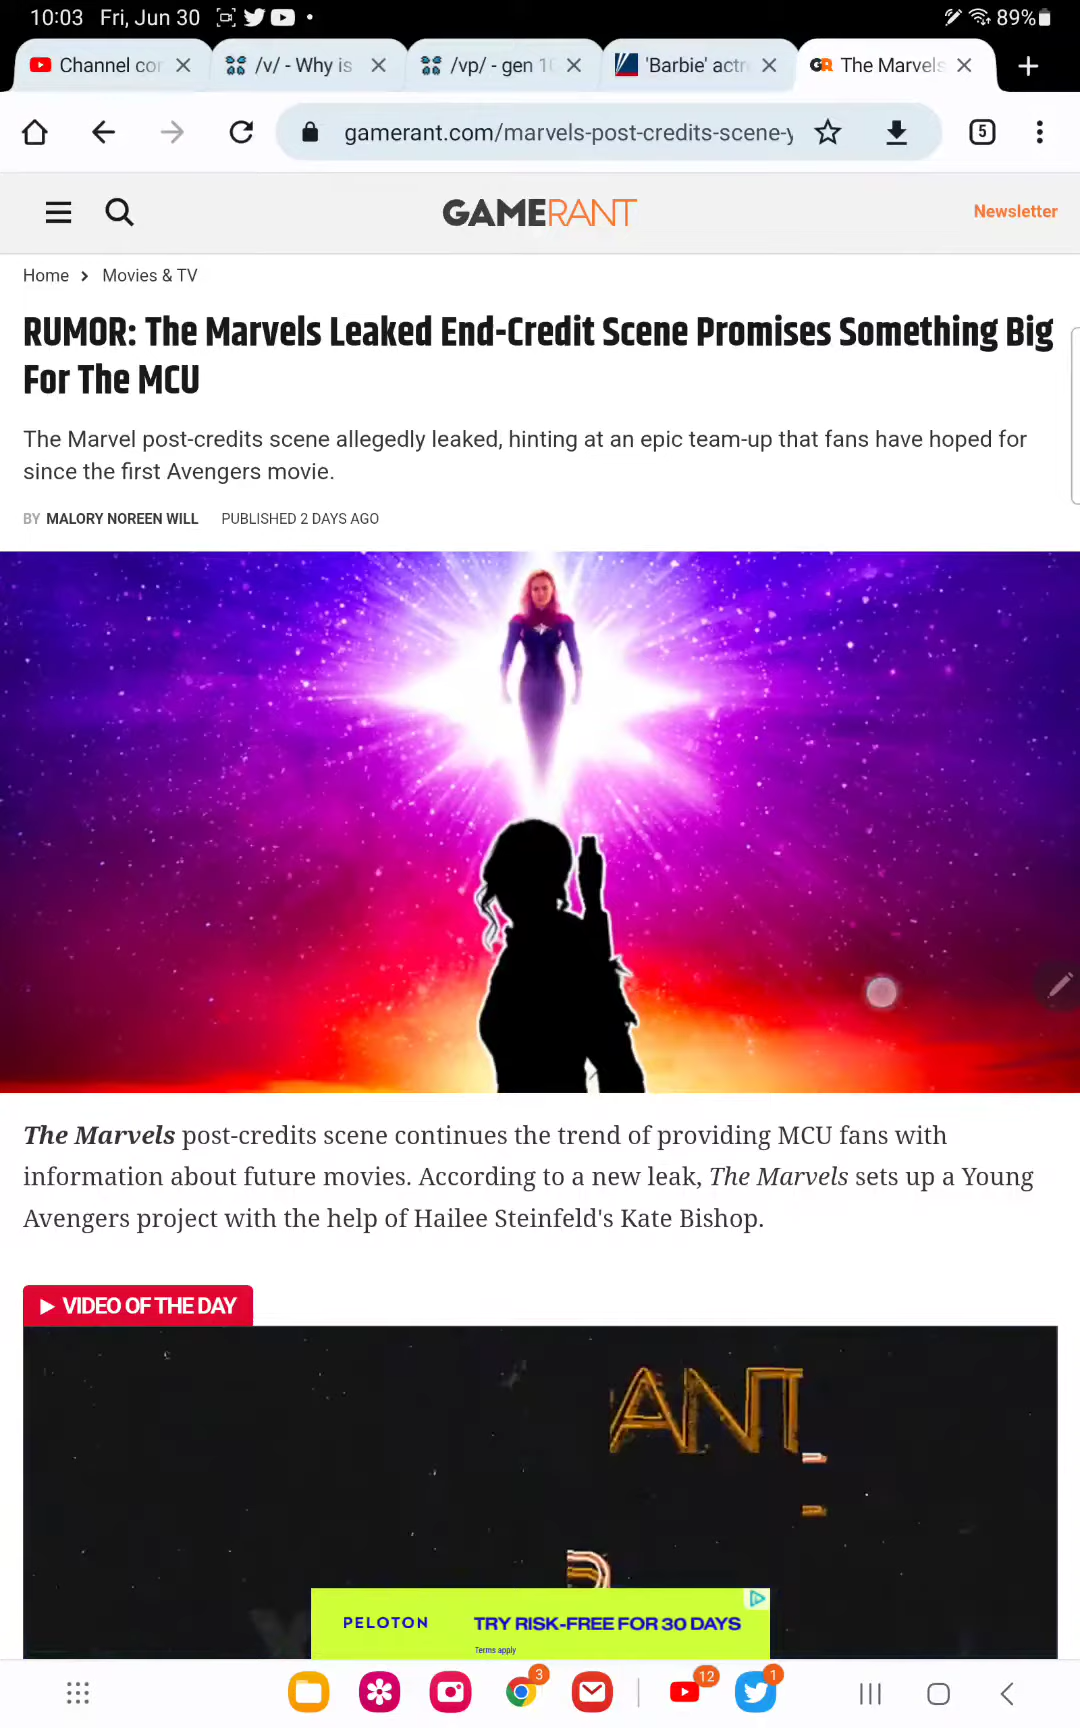 10:03 Fri, Jun 30 89%
Channel cor /v/ - Why is /vp/ - gen 10 'Barbie' actr The Marvels
gamerant.com/marvels-post-credits-scene-y 5
GAMERANT Newsletter
Home > Movies & TV
RUMOR: The Marvels Leaked End-Credit Scene Promises Something Big
For The MCU
The Marvel post-credits scene allegedly leaked, hinting at an epic team-up that fans have hoped for
since the first Avengers movie.
BY MALORY NOREEN WILL PUBLISHED 2 DAYS AGO
The Marvels post-credits scene continues the trend of providing MCU fans with
information about future movies. According to a new leak, The Marvels sets up a Young
Avengers project with the help of Hailee Steinfeld's Kate Bishop.
VIDEO OF THE DAY
ANT
PELOTON TRY RISK-FREE FOR 30 DAYS
Terms apply
3 12 1